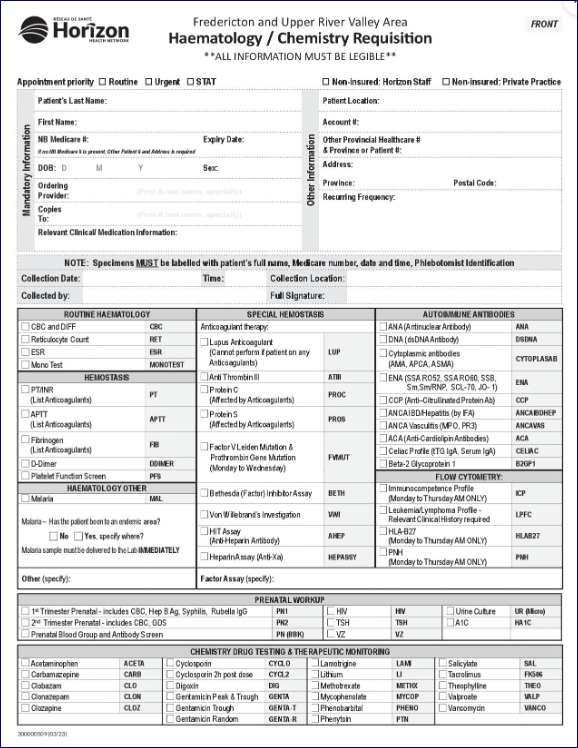 RÉSEAU DE SANTÉ
Horizon
HEALTH NETWORK
Fredericton and Upper River Valley Area
Haematology / Chemistry Requisition
**ALL INFORMATION MUST BE LEGIBLE**
FRONT
Appointment priority ☐ Routine ☐ Urgent ☐ STAT
☐ Non-insured: Horizon Staff ☐ Non-insured: Private Practice
Mandatory Information
Patient's Last Name:
First Name:
NB Medicare #: Expiry Date:
If no NB Medicare # is present, Other Patient # and Address is required
DOB: D M Y Sex:
Ordering
Provider: (First & last name, specialty)
Copies
To: (First & last name, specialty)
Relevant Clinical/ Medication Information:
Other Information
Patient Location:
Account #:
Other Provincial Healthcare #
& Province or Patient #:
Address:
Province: Postal Code:
Recurring Frequency:
NOTE: Specimens MUST be labelled with patient's full name, Medicare number, date and time, Phlebotomist Identification
Collection Date: Time: Collection Location:
Collected by: Full Signature:
ROUTINE HAEMATOLOGY
☐ CBC and DIFF CBC
☐ Reticulocyte Count RET
☐ ESR ESR
☐ Mono Test MONOTEST
HEMOSTASIS
☐ PT/INR
(List Anticoagulants) PT
☐ APTT
(List Anticoagulants) APTT
☐ Fibrinogen
(List Anticoagulants) FIB
☐ D-Dimer DDIMER
☐ Platelet Function Screen PFS
HAEMATOLOGY OTHER
☐ Malaria MAL
Malaria – Has the patient been to an endemic area?
☐ No ☐ Yes, specify where?
Malaria sample must be delivered to the Lab IMMEDIATELY
Other (specify):
SPECIAL HEMOSTASIS
Anticoagulant therapy:
☐ Lupus Anticoagulant
(Cannot perform if patient on any
Anticoagulants) LUP
☐ Anti Thrombin III ATIII
☐ Protein C
(Affected by Anticoagulants) PROC
☐ Protein S
(Affected by Anticoagulants) PROS
☐ Factor V Leiden Mutation &
Prothrombin Gene Mutation
(Monday to Wednesday) FVMUT
☐ Bethesda (Factor) Inhibitor Assay BETH
☐ Von Willebrand's Investigation VWI
☐ HIT Assay
(Anti-Heparin Antibody) AHEP
☐ Heparin Assay (Anti-Xa) HEPASSY
Factor Assay (specify):
AUTOIMMUNE ANTIBODIES
☐ ANA (Antinuclear Antibody) ANA
☐ DNA (dsDNA Antibody) DSDNA
☐ Cytoplasmic antibodies
(AMA, APCA, ASMA) CYTOPLASAB
☐ ENA (SSA RO52, SSA RO60, SSB,
Sm, Sm/RNP, SCL-70, JO- 1) ENA
☐ CCP (Anti–Citrullinated Protein Ab) CCP
☐ ANCA IBD/Hepatitis (by IFA) ANCAIBDHEP
☐ ANCA Vasculitis (MPO, PR3) ANCAVAS
☐ ACA (Anti-Cardiolipin Antibodies) ACA
☐ Celiac Profile (tTG IgA, Serum IgA) CELIAC
☐ Beta-2 Glycoprotein 1 B2GP1
FLOW CYTOMETRY:
☐ Immunocompetence Profile
(Monday to Thursday AM ONLY) ICP
☐ Leukemia/Lymphoma Profile -
Relevant Clinical History required LPFC
☐ HLA-B27
(Monday to Thursday AM ONLY) HLAB27
☐ PNH
(Monday to Thursday AM ONLY) PNH
PRENATAL WORKUP
☐ 1st Trimester Prenatal - includes CBC, Hep B Ag, Syphilis, Rubella IgG PN1 ☐ HIV HIV ☐ Urine Culture UR (Micro)
☐ 2nd Trimester Prenatal - includes CBC, GDS PN2 ☐ TSH TSH ☐ A1C HA1C
☐ Prenatal Blood Group and Antibody Screen PN (BBK) ☐ VZ VZ
CHEMISTRY DRUG TESTING & THERAPEUTIC MONITORING
☐ Acetaminophen ACETA ☐ Cyclosporin CYCLO ☐ Lamotrigine LAMI ☐ Salicylate SAL
☐ Carbamazepine CARB ☐ Cyclosporin 2h post dose CYCL2 ☐ Lithium LI ☐ Tacrolimus FK506
☐ Clobazam CLO ☐ Digoxin DIG ☐ Methotrexate METHX ☐ Theophylline THEO
☐ Clonazepam CLON ☐ Gentamicin Peak & Trough GENTA ☐ Mycophenolate MYCOP ☐ Valproate VALP
☐ Clozapine CLOZ ☐ Gentamicin Trough GENTA-T ☐ Phenobarbital PHENO ☐ Vancomycin VANCO
☐ Gentamicin Random GENTA-R ☐ Phenytoin PTN
300000509 (03/23)